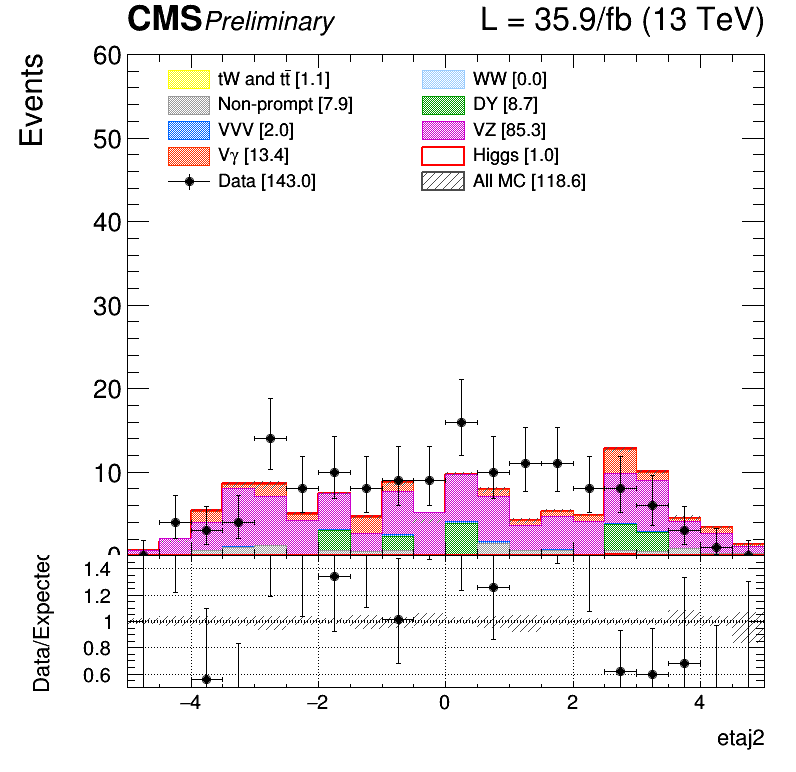 CMS Preliminary L = 35.9/fb (13 TeV)
Events
60
50
40
30
20
10
0
tW and tt̄ [1.1]
WW [0.0]
Non-prompt [7.9]
DY [8.7]
VVV [2.0]
VZ [85.3]
Vγ [13.4]
Higgs [1.0]
Data [143.0]
All MC [118.6]
Data/Expected
1.4
1.2
1
0.8
0.6
−4 −2 0 2 4
etaj2